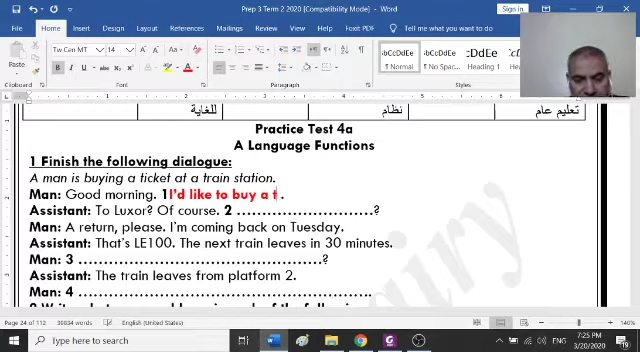 Prep 3 Term 2 2020 [Compatibility Mode] - Word
Sign in
File Home Insert Design Layout References Mailings Review View Help Foxit PDF Tell me what you want to do
Tw Cen MT 14
Paste
Clipboard Font Paragraph Styles
AaBbCcDdEe ¶ Normal
AaBbCcDdEe ¶ No Spac...
Heading 1
تعليم عام نظام للغاية
Practice Test 4a
A Language Functions
1 Finish the following dialogue:
A man is buying a ticket at a train station.
Man: Good morning. 1I'd like to buy a t .
Assistant: To Luxor? Of course. 2 ……………………………?
Man: A return, please. I'm coming back on Tuesday.
Assistant: That's LE100. The next train leaves in 30 minutes.
Man: 3 ……………………………………………………?
Assistant: The train leaves from platform 2.
Man: 4 ……………………………………………………………….
Page 24 of 112 39834 words English (United States) 140%
Type here to search
ENG 7:25 PM 3/20/2020